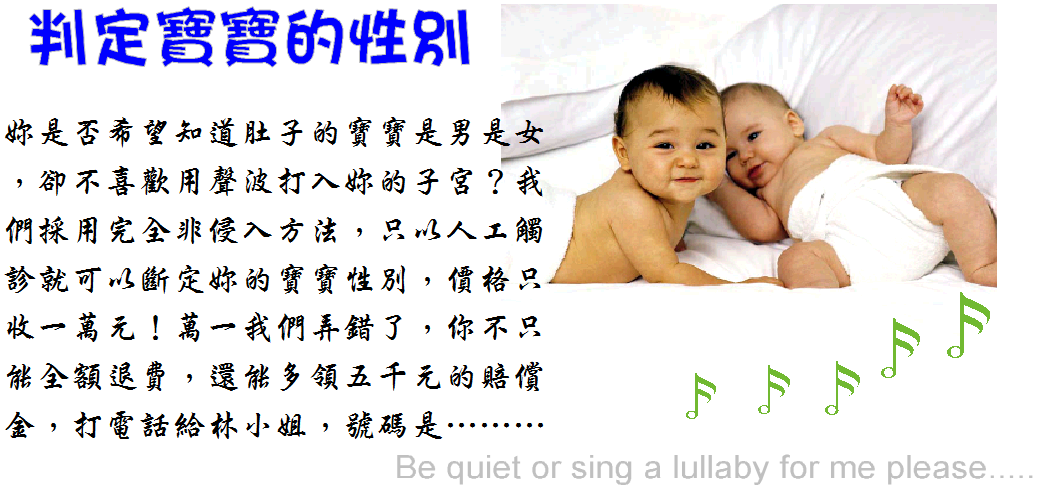 判定寶寶的性別
妳是否希望知道肚子的寶寶是男是女
，卻不喜歡用聲波打入妳的子宮？我
們採用完全非侵入方法，只以人工觸
診就可以斷定妳的寶寶性別，價格只
收一萬元！萬一我們弄錯了，你不只
能全額退費，還能多領五千元的賠償
金，打電話給林小姐，號碼是………
Be quiet or sing a lullaby for me please.....